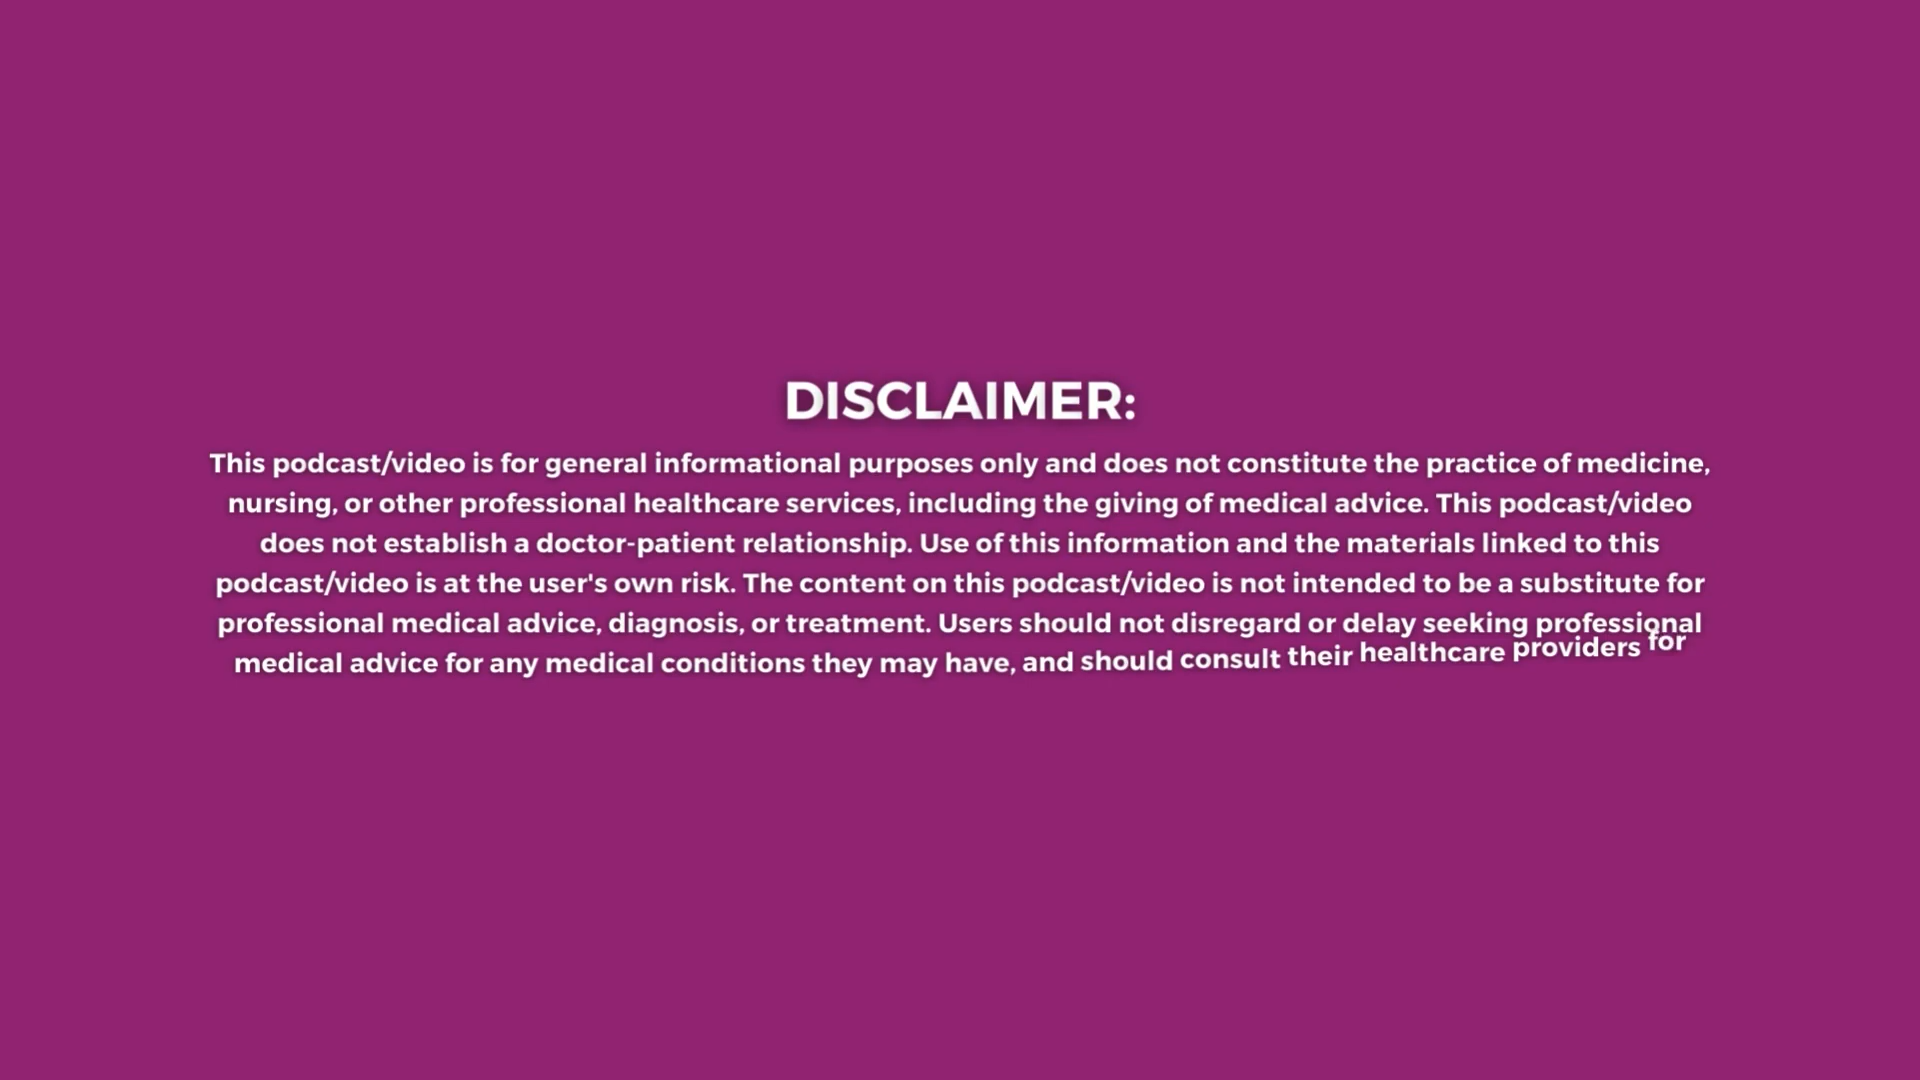 DISCLAIMER:
This podcast/video is for general informational purposes only and does not constitute the practice of medicine,
nursing, or other professional healthcare services, including the giving of medical advice. This podcast/video
does not establish a doctor-patient relationship. Use of this information and the materials linked to this
podcast/video is at the user's own risk. The content on this podcast/video is not intended to be a substitute for
professional medical advice, diagnosis, or treatment. Users should not disregard or delay seeking professional
medical advice for any medical conditions they may have, and should consult their healthcare providers for